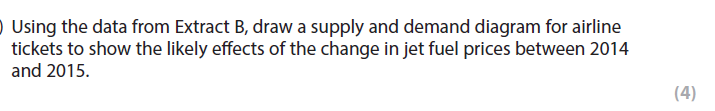 ) Using the data from Extract B, draw a supply and demand diagram for airline
tickets to show the likely effects of the change in jet fuel prices between 2014
and 2015.
(4)